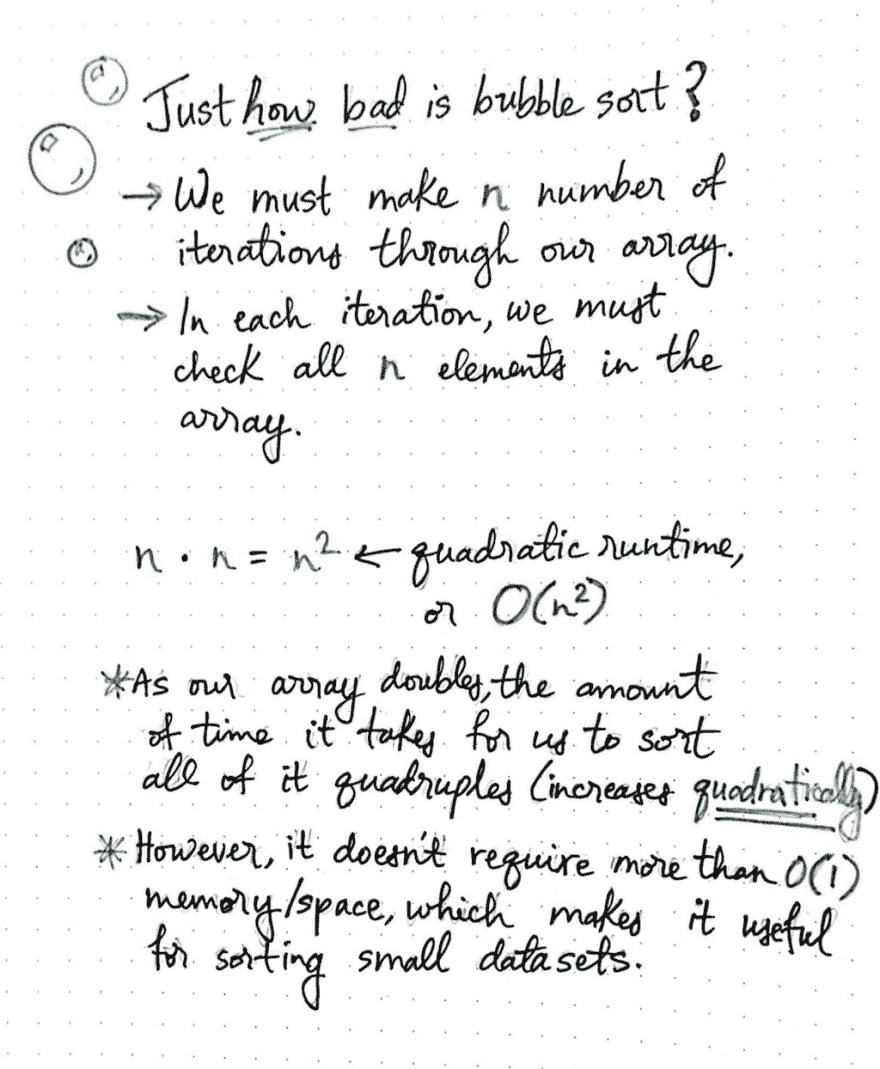 Just how bad is bubble sort?
→ We must make n number of
iterations through our array.
→ In each iteration, we must
check all n elements in the
array.
n · n = n² ← quadratic runtime,
or O(n²)
*As our array doubles, the amount
of time it takes for us to sort
all of it quadruples (increases quadratically)
* However, it doesn't require more than O(1)
memory/space, which makes it useful
for sorting small datasets.